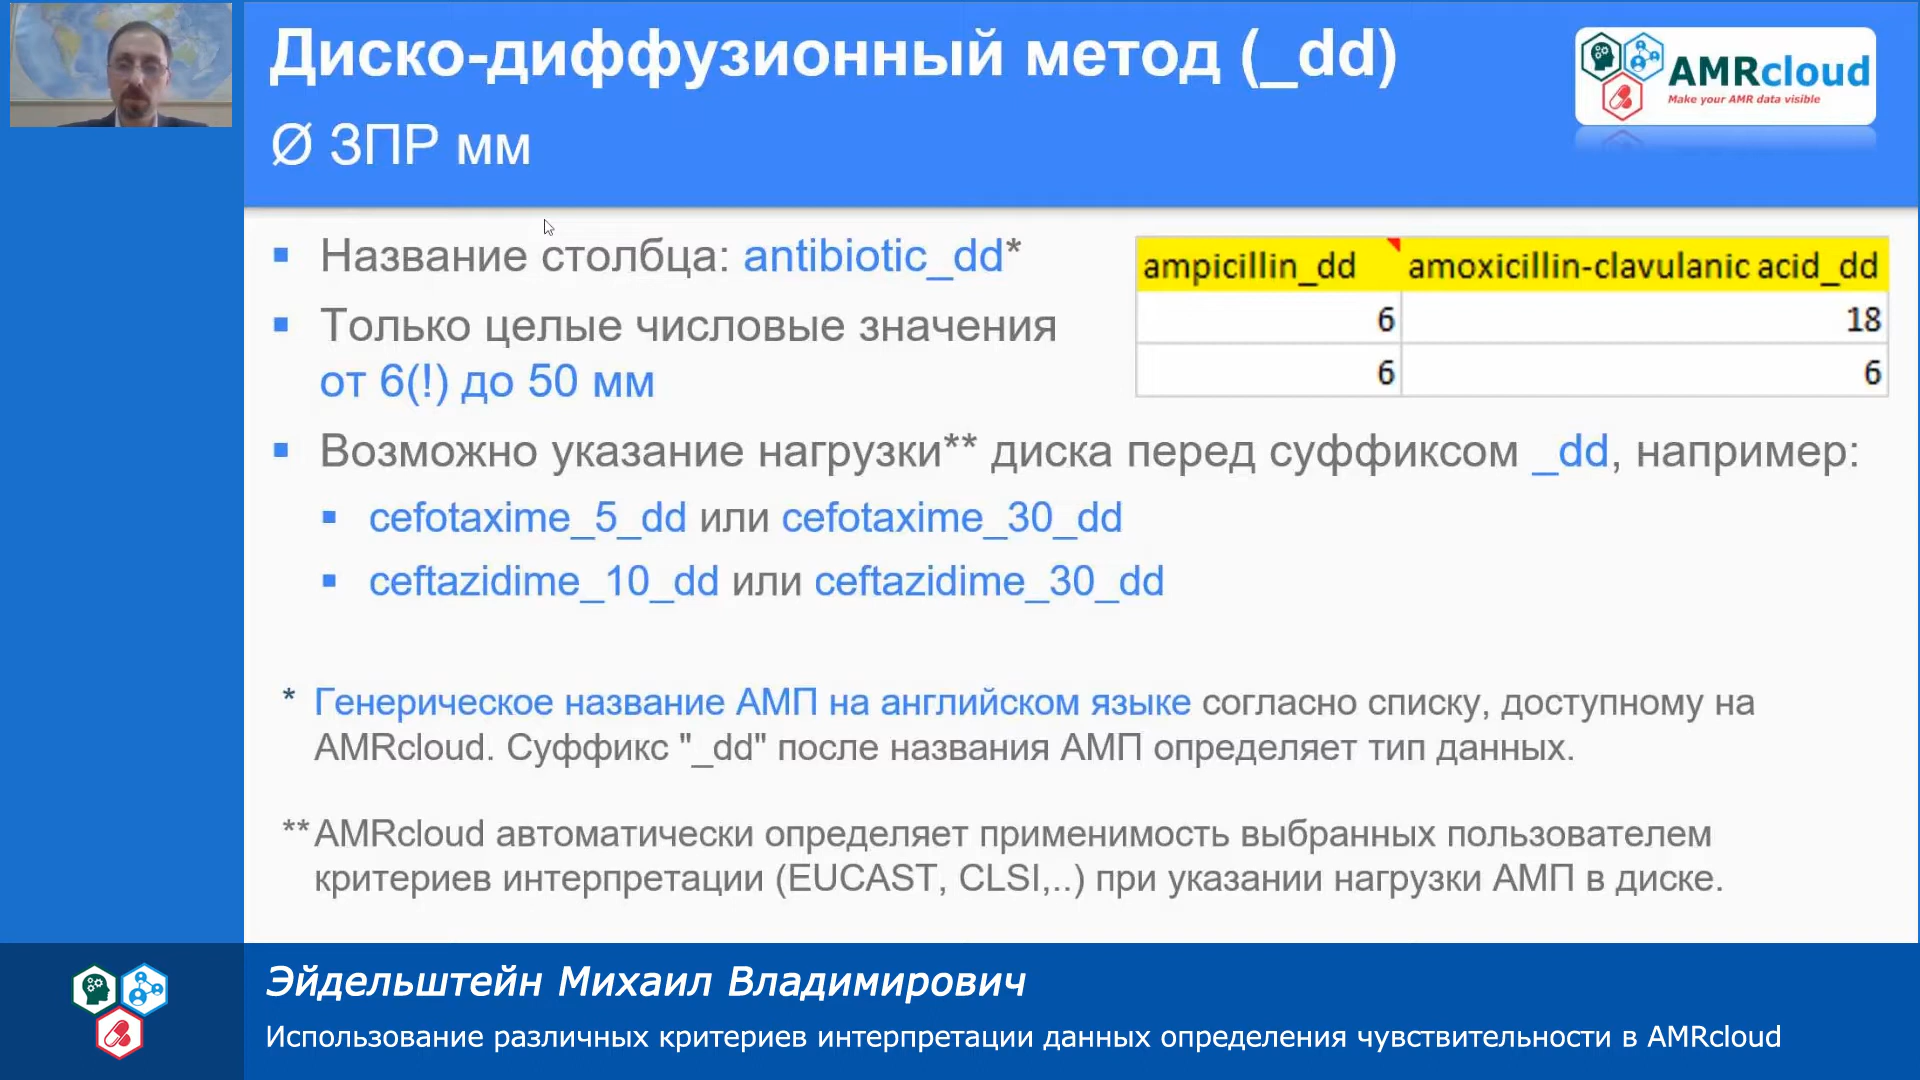 Диско-диффузионный метод (_dd)
Ø ЗПР мм
AMRcloud
Make your AMR data visible
Название столбца: antibiotic_dd*
Только целые числовые значения
от 6(!) до 50 мм
ampicillin_dd amoxicillin-clavulanic acid_dd
6 18
6 6
Возможно указание нагрузки** диска перед суффиксом _dd, например:
cefotaxime_5_dd или cefotaxime_30_dd
ceftazidime_10_dd или ceftazidime_30_dd
* Генерическое название АМП на английском языке согласно списку, доступному на
AMRcloud. Суффикс "_dd" после названия АМП определяет тип данных.
** AMRcloud автоматически определяет применимость выбранных пользователем
критериев интерпретации (EUCAST, CLSI,..) при указании нагрузки АМП в диске.
Эйдельштейн Михаил Владимирович
Использование различных критериев интерпретации данных определения чувствительности в AMRcloud